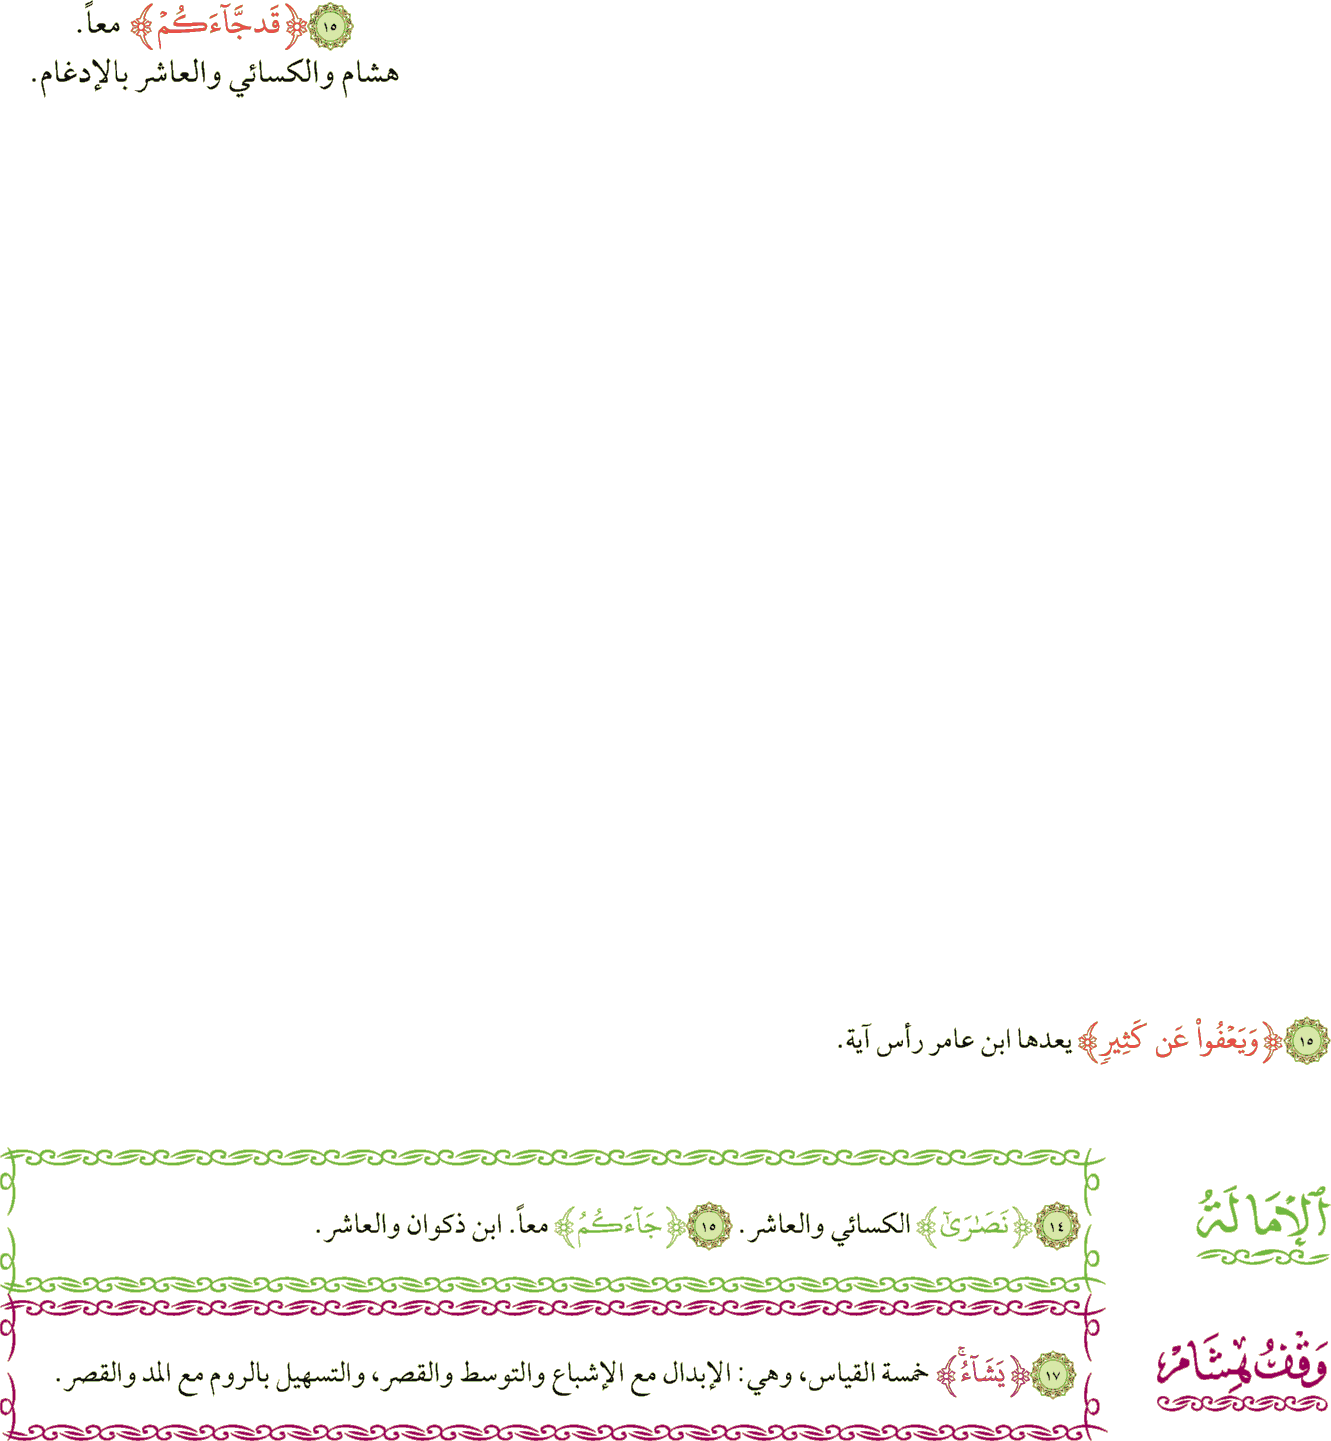 ١٥ ﴿قَد جَّآءَكُمْ﴾ معاً.
هشام والكسائي والعاشر بالإدغام.
١٥ ﴿وَيَعْفُواْ عَن كَثِيرٍ﴾ يعدها ابن عامر رأس آية.
الإمالة
١٤ ﴿نَصَٰرَىٰٓ﴾ الكسائي والعاشر. ١٥ ﴿جَآءَكُمْ﴾ معاً. ابن ذكوان والعاشر.
وَقْفُ هِشَامْ
١٧ ﴿يَشَآءُۚ﴾ خمسة القياس، وهي: الإبدال مع الإشباع والتوسط والقصر، والتسهيل بالروم مع المد والقصر.